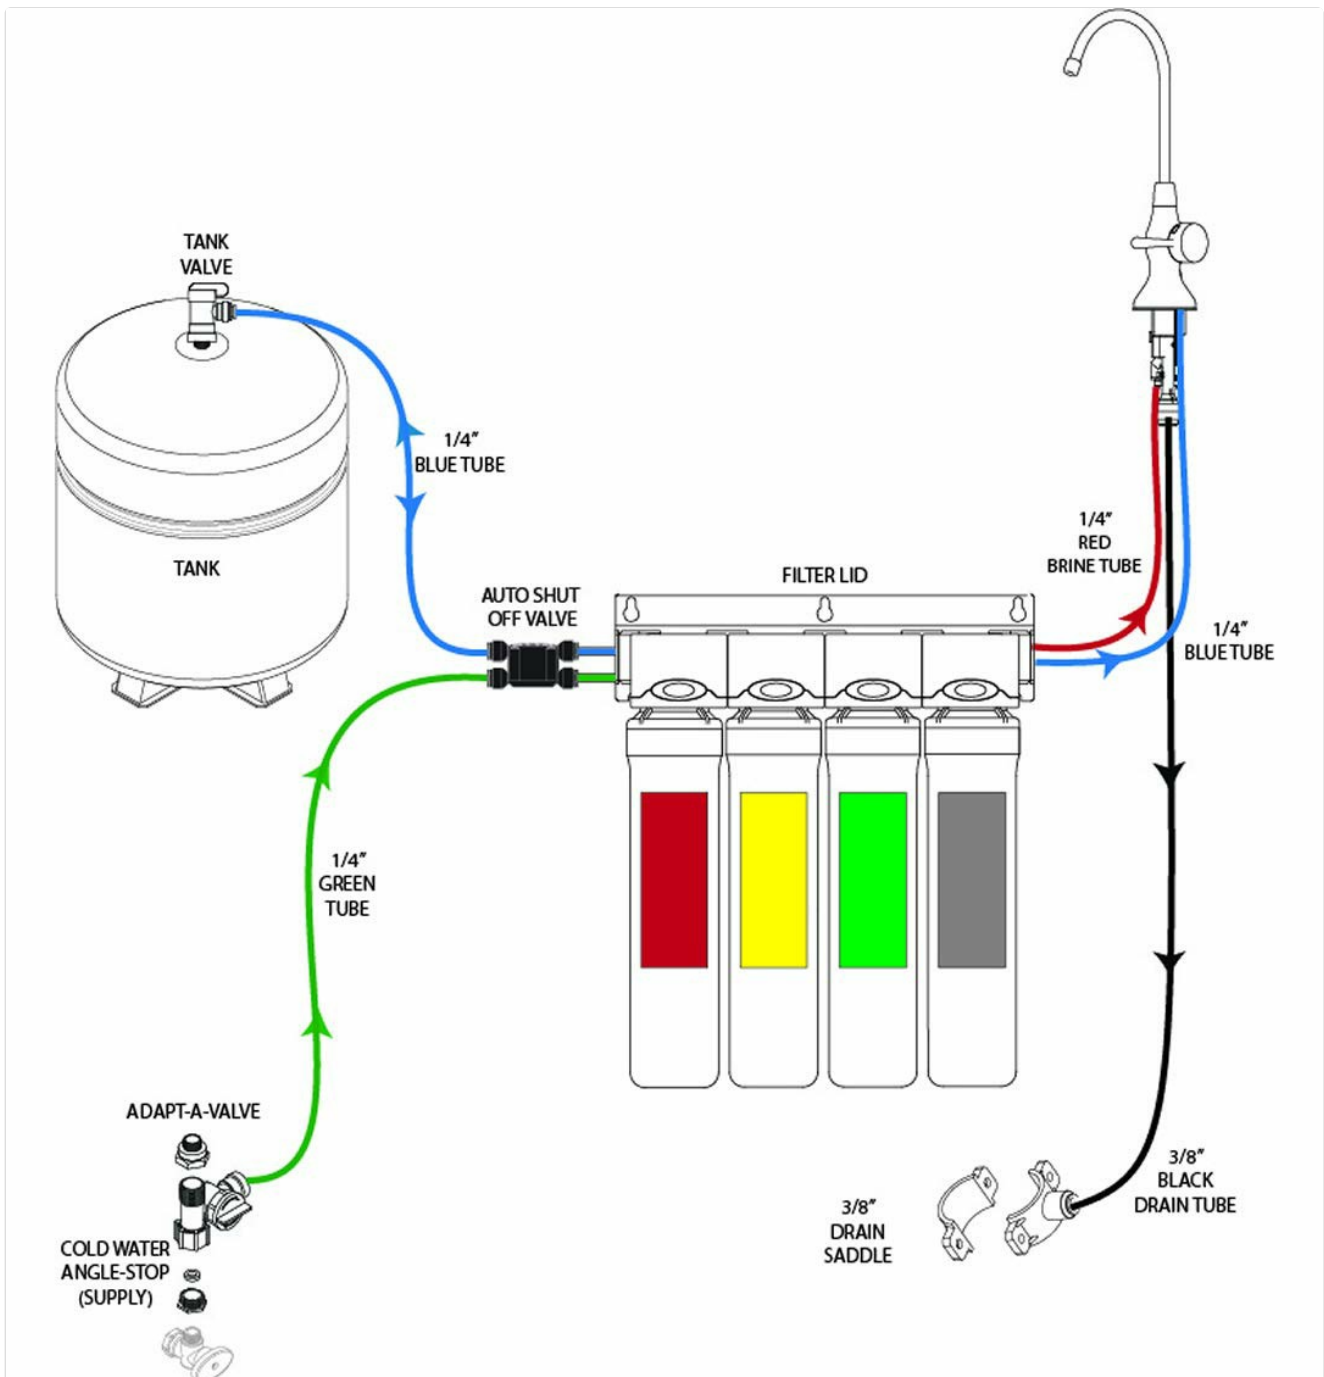 TANK
VALVE
1/4”
BLUE TUBE
TANK
AUTO SHUT
OFF VALVE
FILTER LID
1/4”
RED
BRINE TUBE
1/4”
BLUE TUBE
1/4”
GREEN
TUBE
ADAPT-A-VALVE
COLD WATER
ANGLE-STOP
(SUPPLY)
3/8”
DRAIN
SADDLE
3/8”
BLACK
DRAIN TUBE